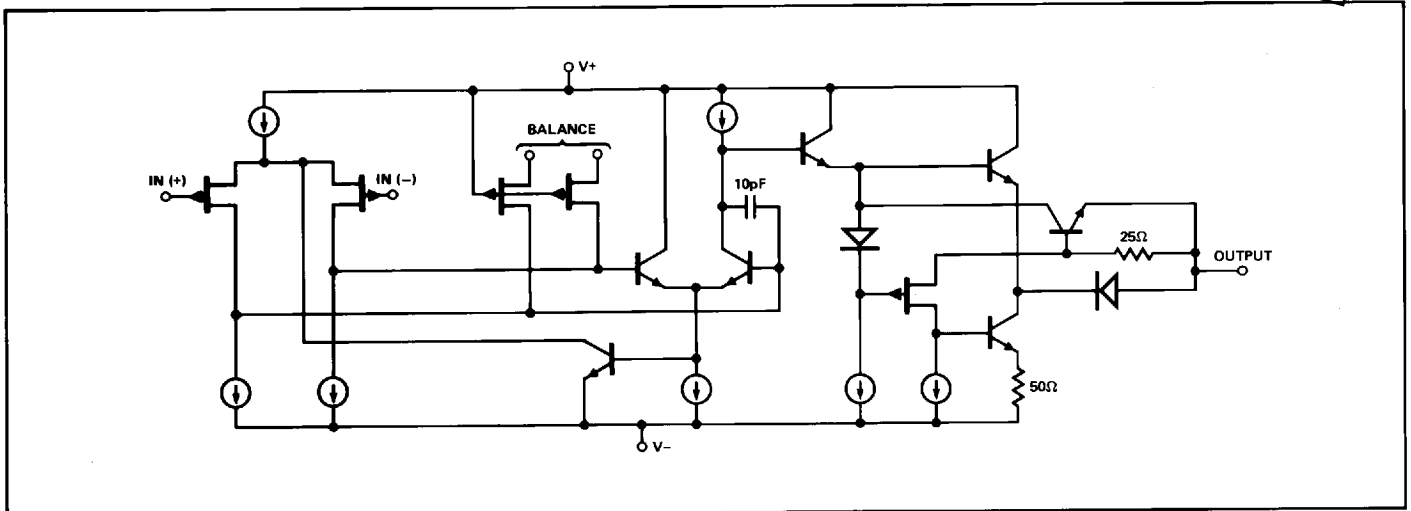 V+
BALANCE
IN (+)
IN (−)
10pF
25Ω
OUTPUT
50Ω
V−